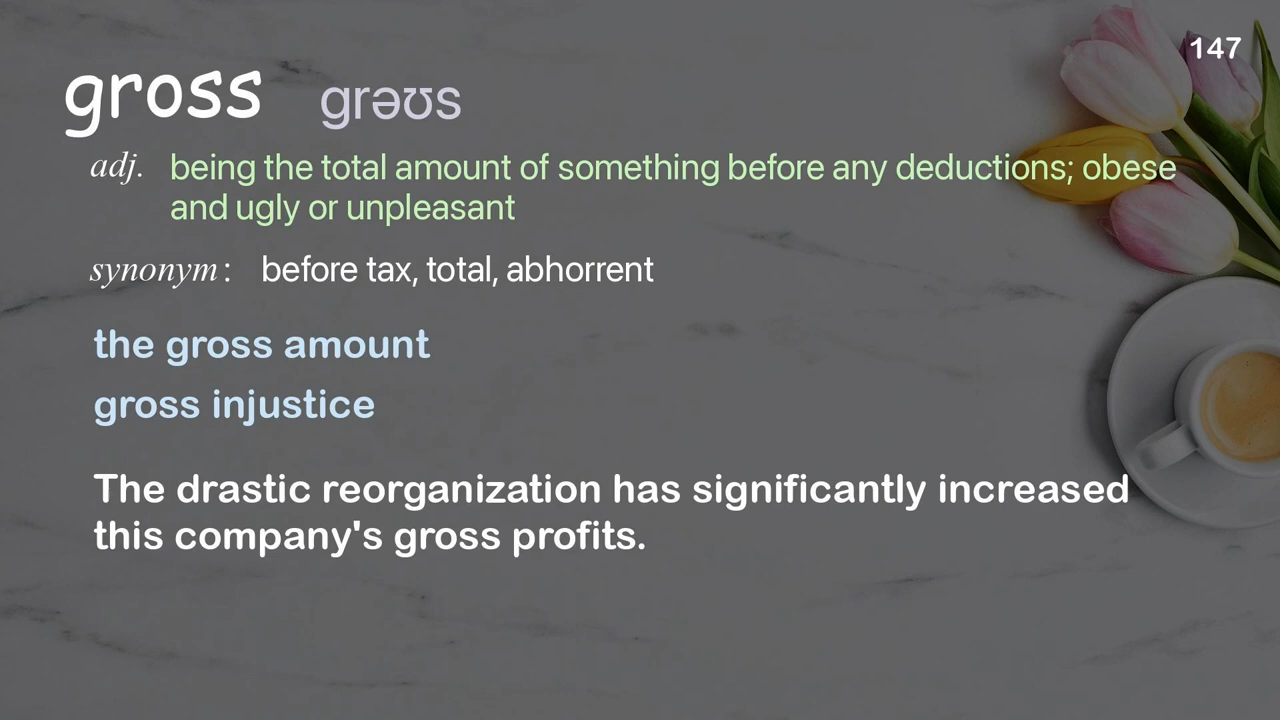 147
gross grəʊs
adj. being the total amount of something before any deductions; obese
and ugly or unpleasant
synonym : before tax, total, abhorrent
the gross amount
gross injustice
The drastic reorganization has significantly increased
this company's gross profits.